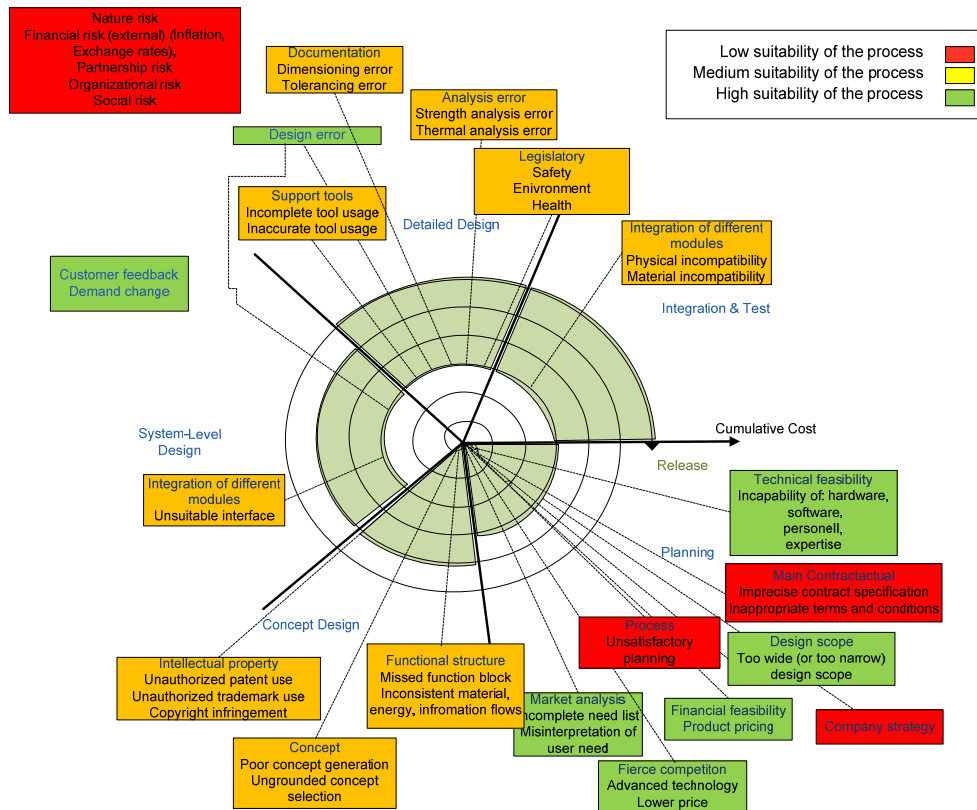 Nature risk
Financial risk (external) (Inflation,
Exchange rates),
Partnership risk
Organizational risk
Social risk
Documentation
Dimensioning error
Tolerancing error
Analysis error
Strength analysis error
Thermal analysis error
Low suitability of the process
Medium suitability of the process
High suitability of the process
Design error
Legislatory
Safety
Enivronment
Health
Support tools
Incomplete tool usage
Inaccurate tool usage
Detailed Design
Integration of different
modules
Physical incompatibility
Material incompatibility
Customer feedback
Demand change
Integration & Test
Cumulative Cost
System-Level
Design
Release
Integration of different
modules
Unsuitable interface
Technical feasibility
Incapability of: hardware,
software,
personell,
expertise
Planning
Main Contractactual
Imprecise contract specification
Inappropriate terms and conditions
Concept Design
Process
Unsatisfactory
planning
Design scope
Too wide (or too narrow)
design scope
Intellectual property
Unauthorized patent use
Unauthorized trademark use
Copyright infringement
Functional structure
Missed function block
Inconsistent material,
energy, infromation flows
Market analysis
Incomplete need list
Misinterpretation of
user need
Financial feasibility
Product pricing
Company strategy
Concept
Poor concept generation
Ungrounded concept
selection
Fierce competiton
Advanced technology
Lower price